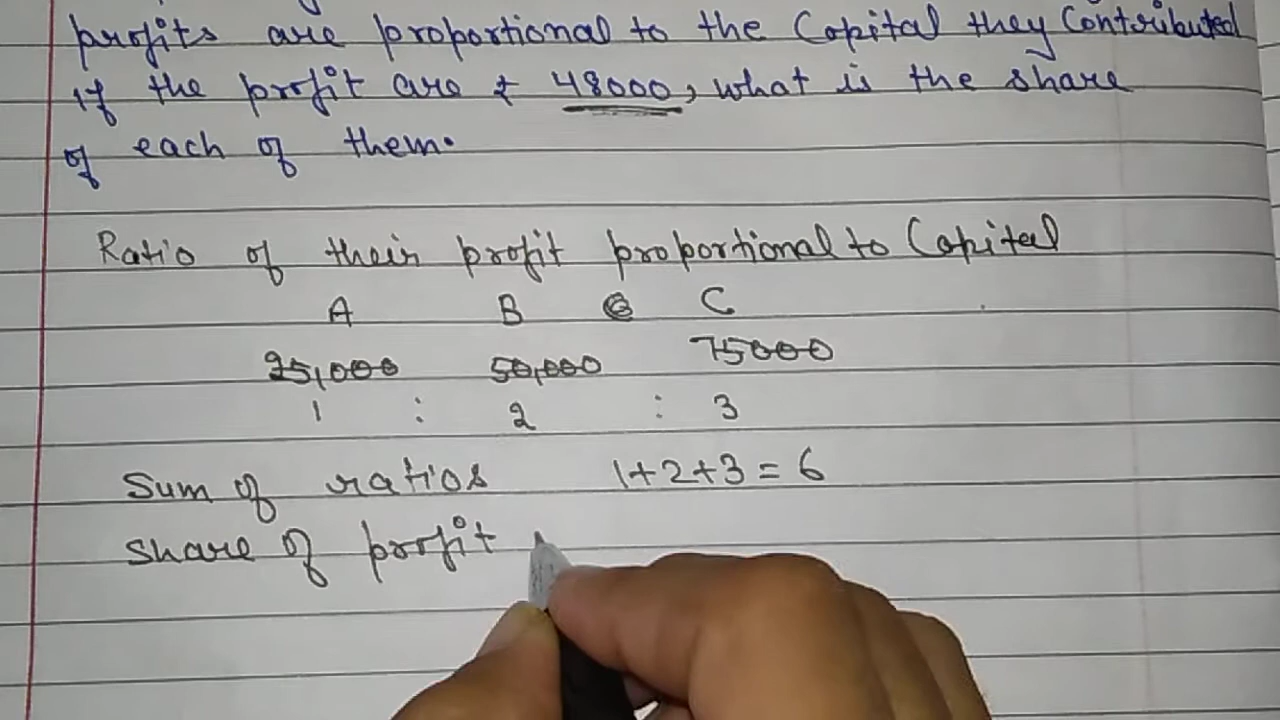 profits are proportional to the Capital they Contributed
if the profit are ₹ 48000, what is the share
of each of them.
Ratio of their profit proportional to Capital
A B C
25,000 50,000 75000
1 : 2 : 3
Sum of ratios 1+2+3=6
share of profit